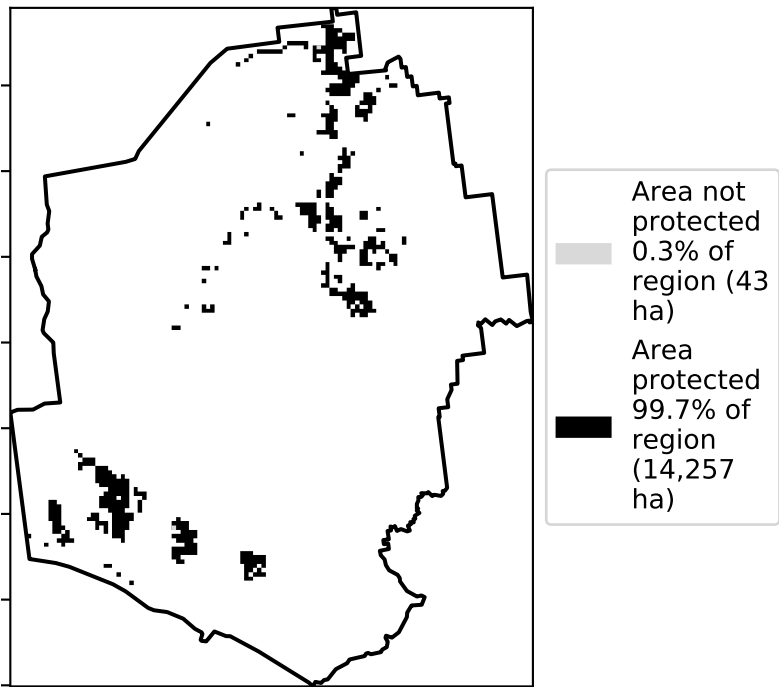 Area not
protected
0.3% of
region (43
ha)
Area
protected
99.7% of
region
(14,257
ha)